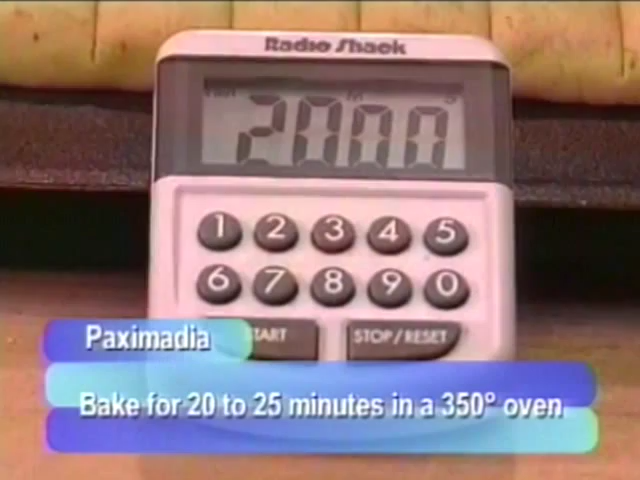 Radio Shack
M S
2000
1 2 3 4 5
6 7 8 9 0
START STOP/RESET
Paximadia
Bake for 20 to 25 minutes in a 350° oven